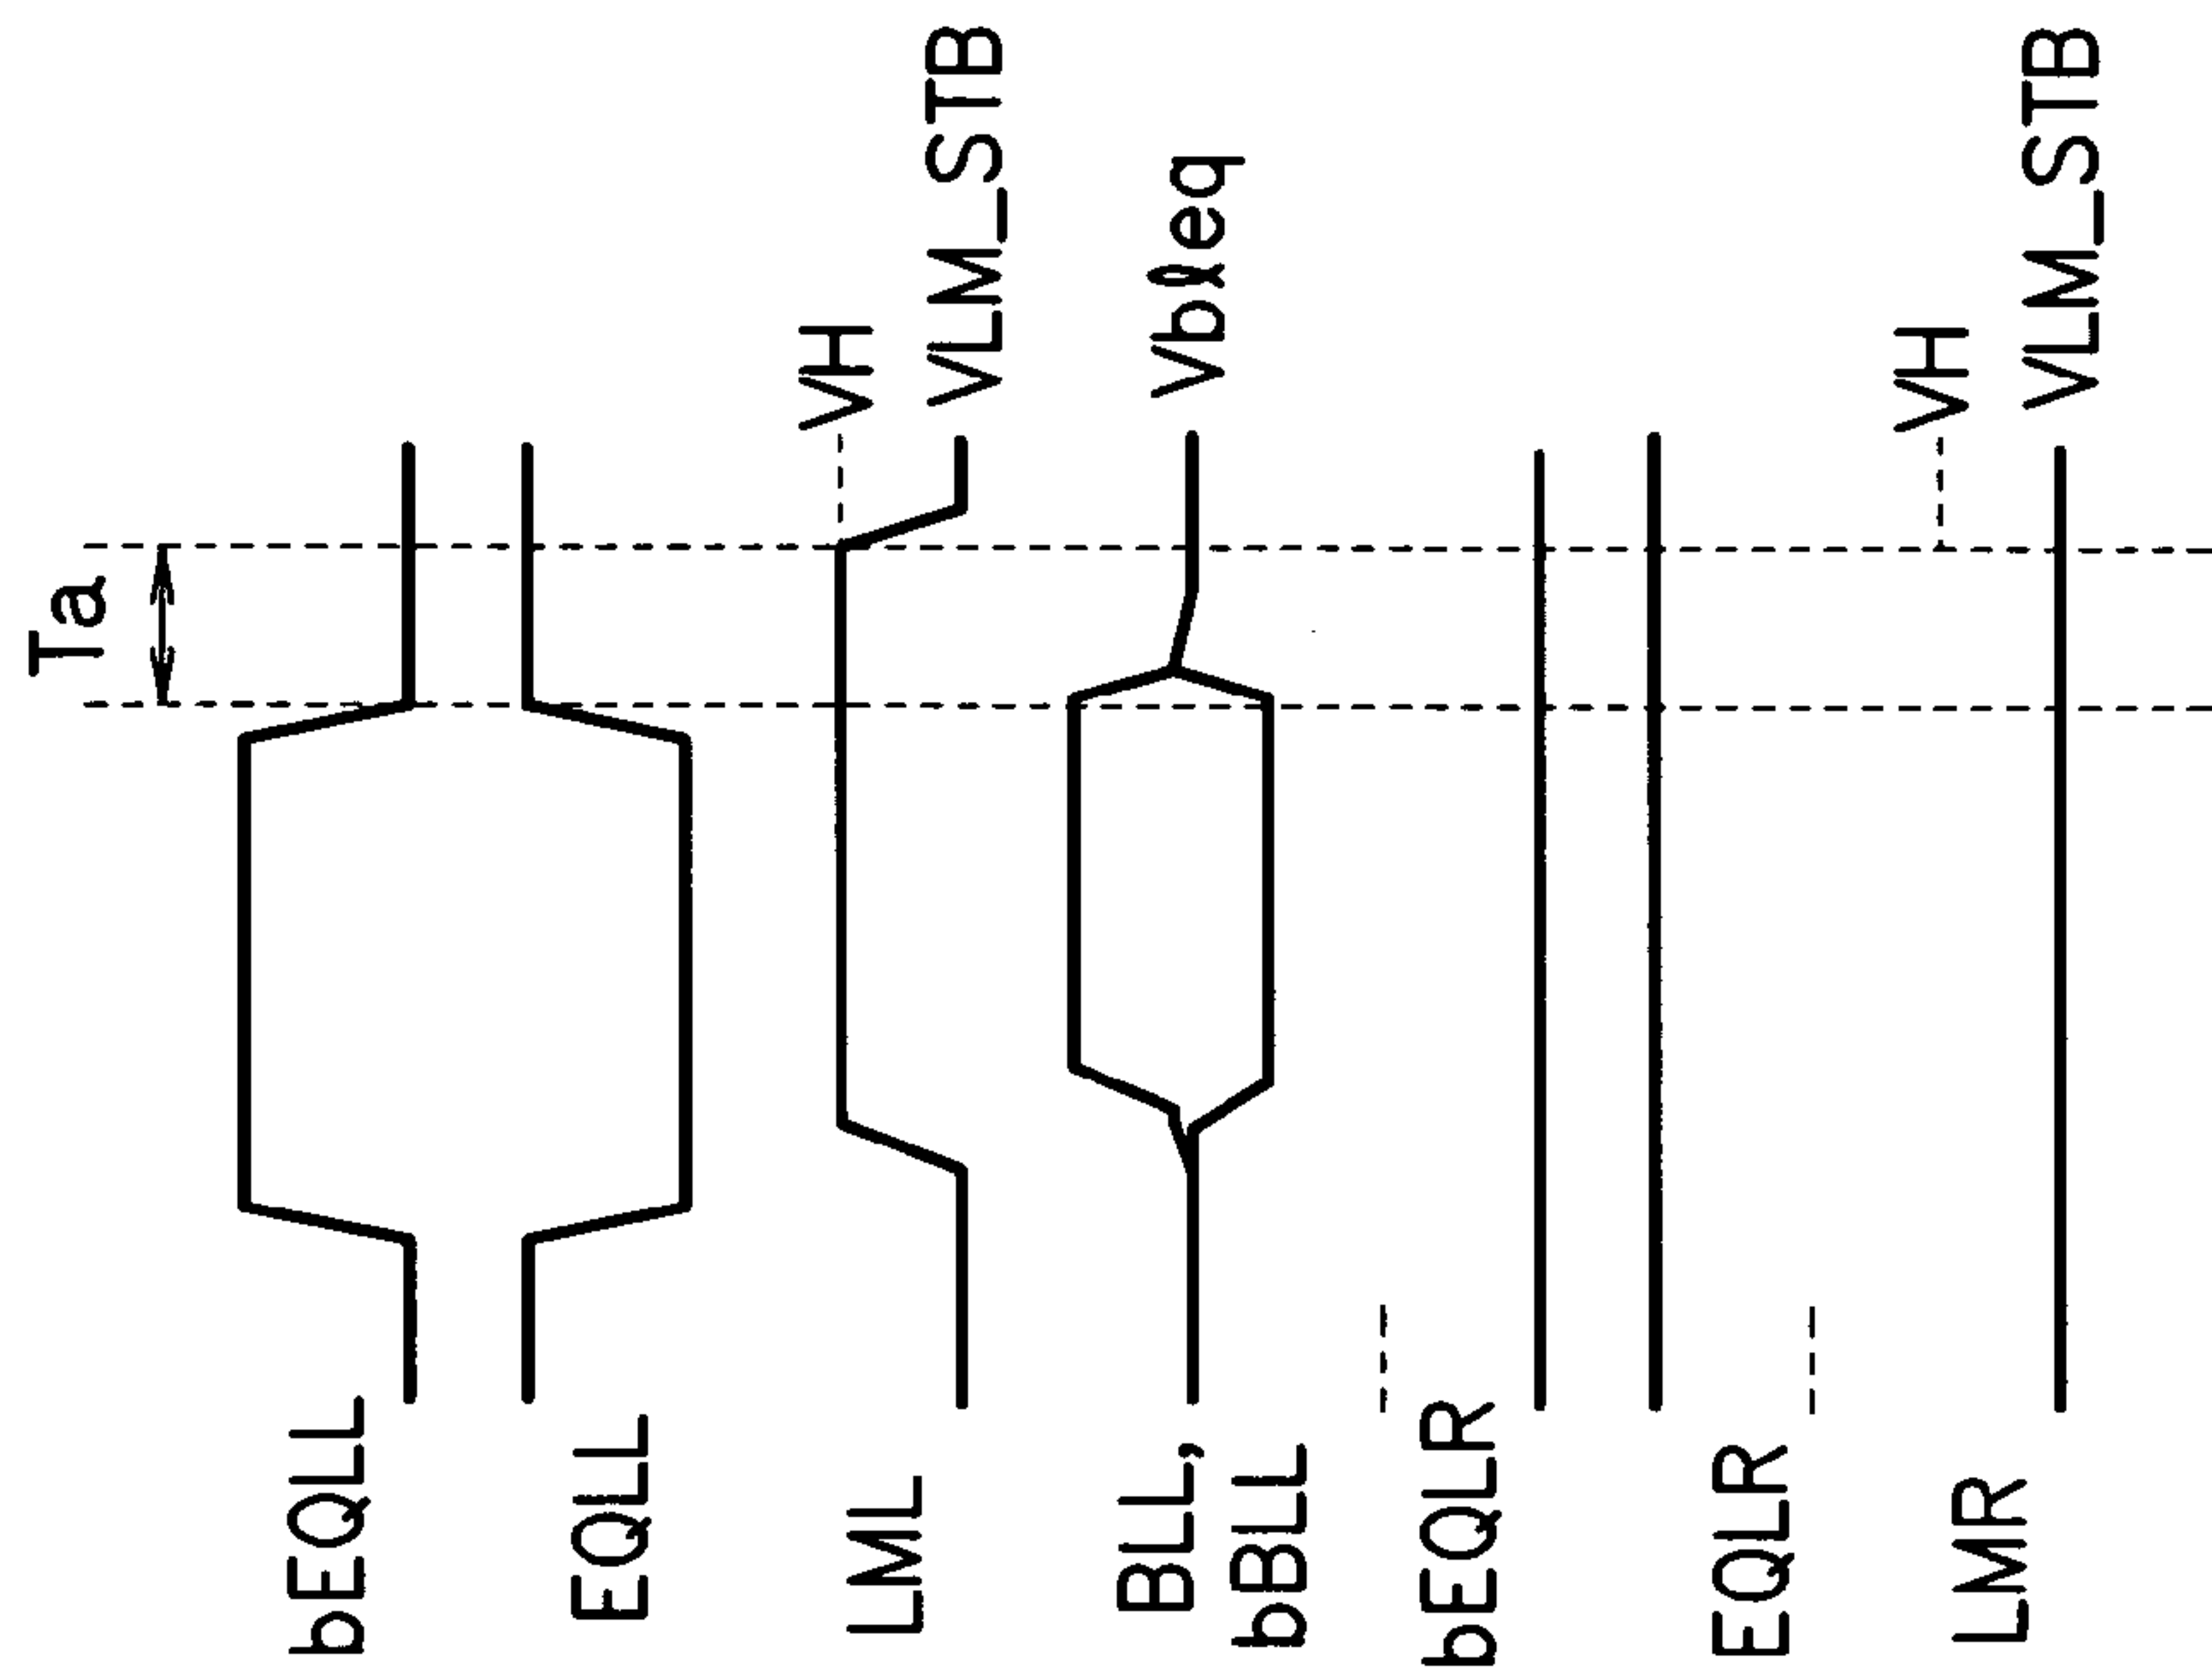 Ta
bEQLL
EQLL
LML
VH
VLM_STB
BLL,
bBLL
Vbℓeq
bEQLR
EQLR
LMR
VH
VLM_STB